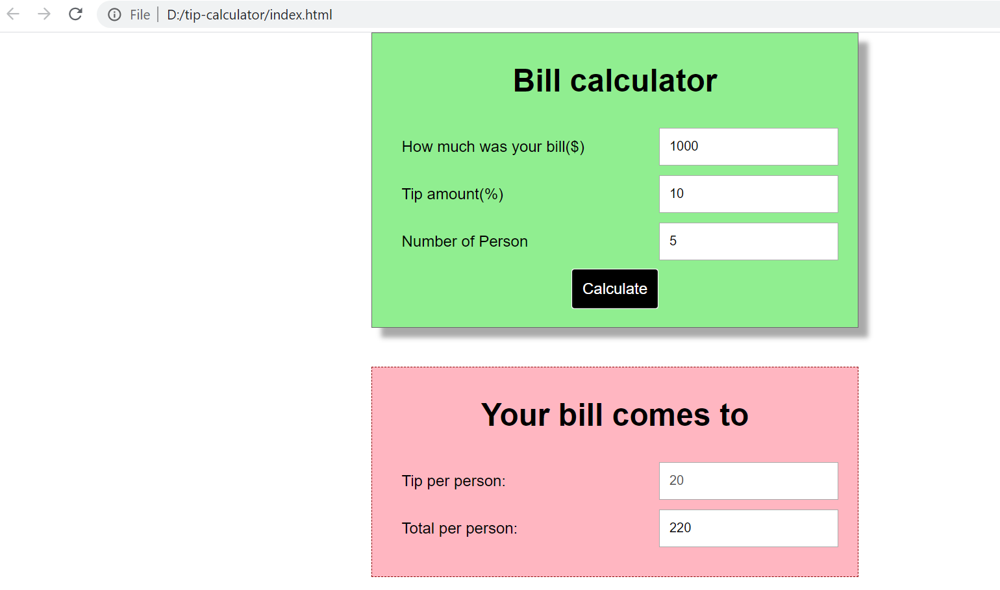 File D:/tip-calculator/index.html
Bill calculator
How much was your bill($) 1000
Tip amount(%) 10
Number of Person 5
Calculate
Your bill comes to
Tip per person: 20
Total per person: 220